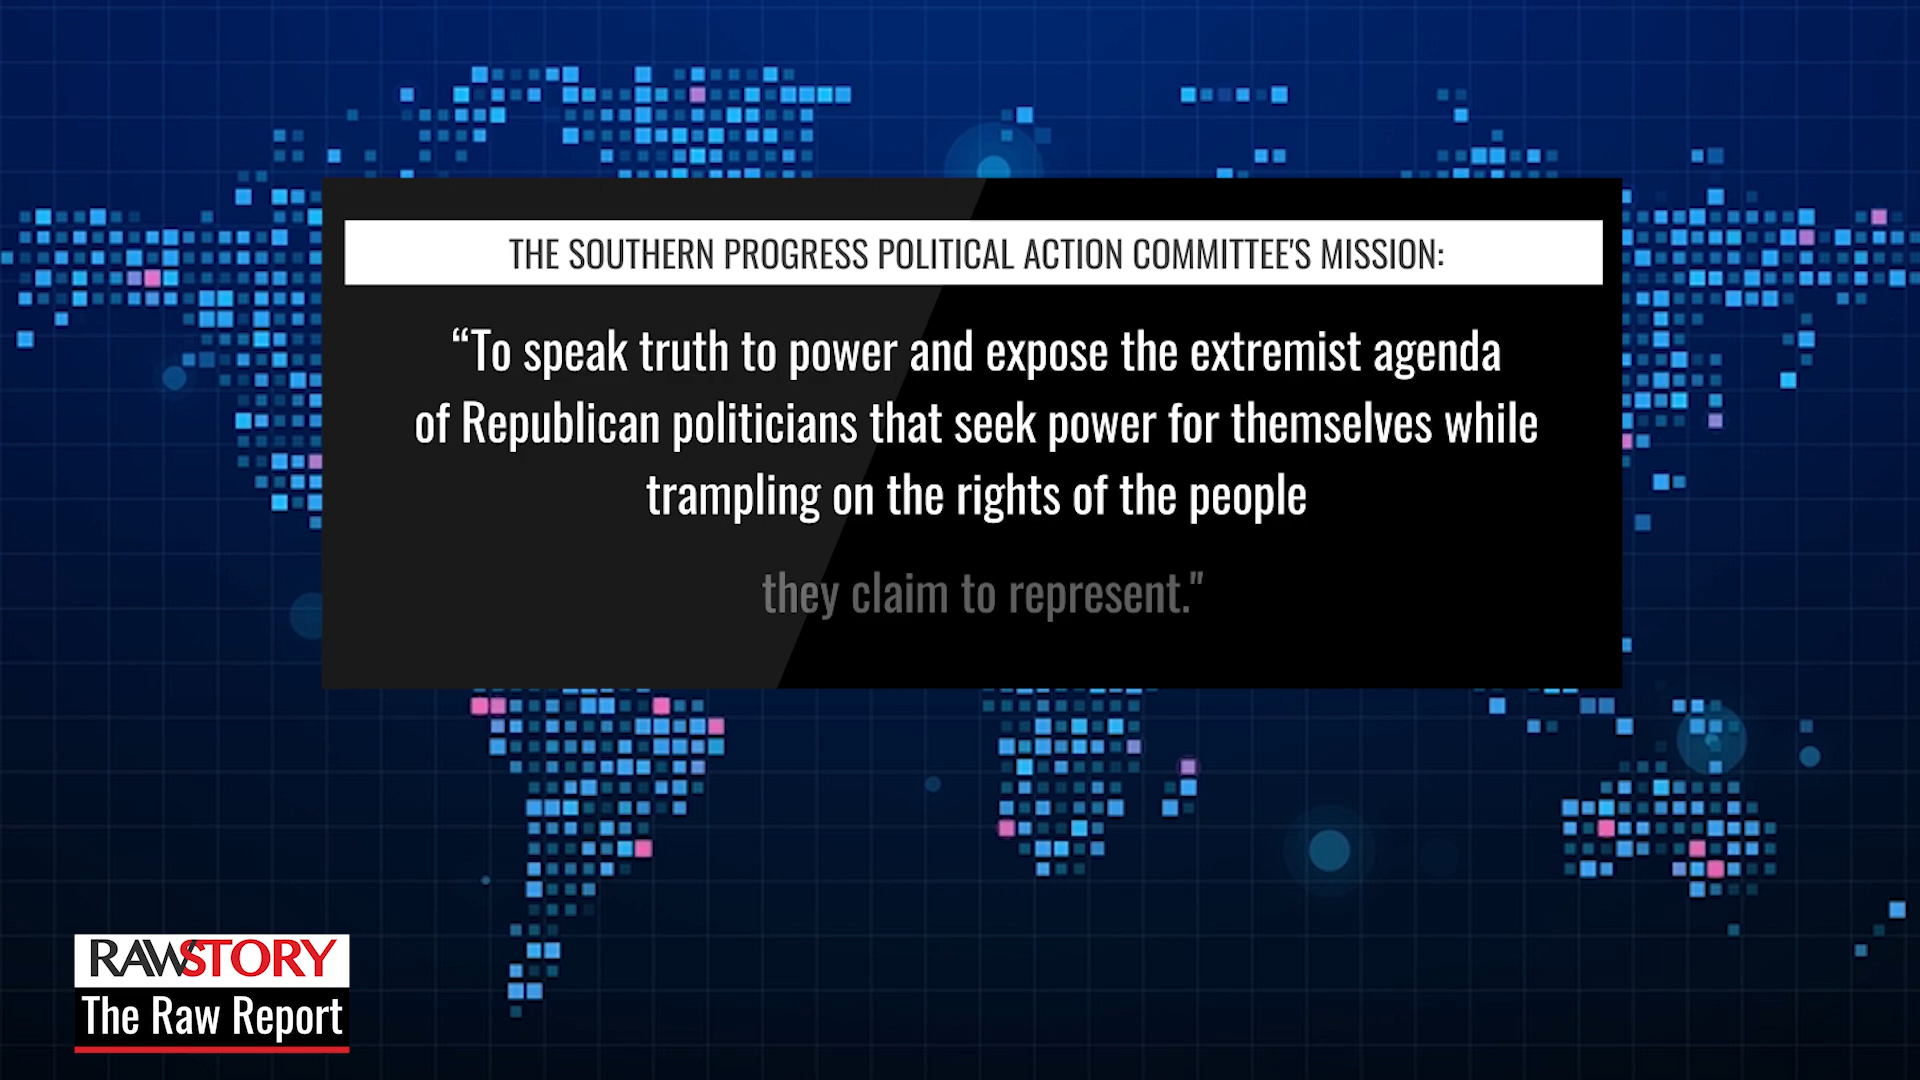 THE SOUTHERN PROGRESS POLITICAL ACTION COMMITTEE'S MISSION:
“To speak truth to power and expose the extremist agenda
of Republican politicians that seek power for themselves while
trampling on the rights of the people
they claim to represent."
RAWSTORY
The Raw Report